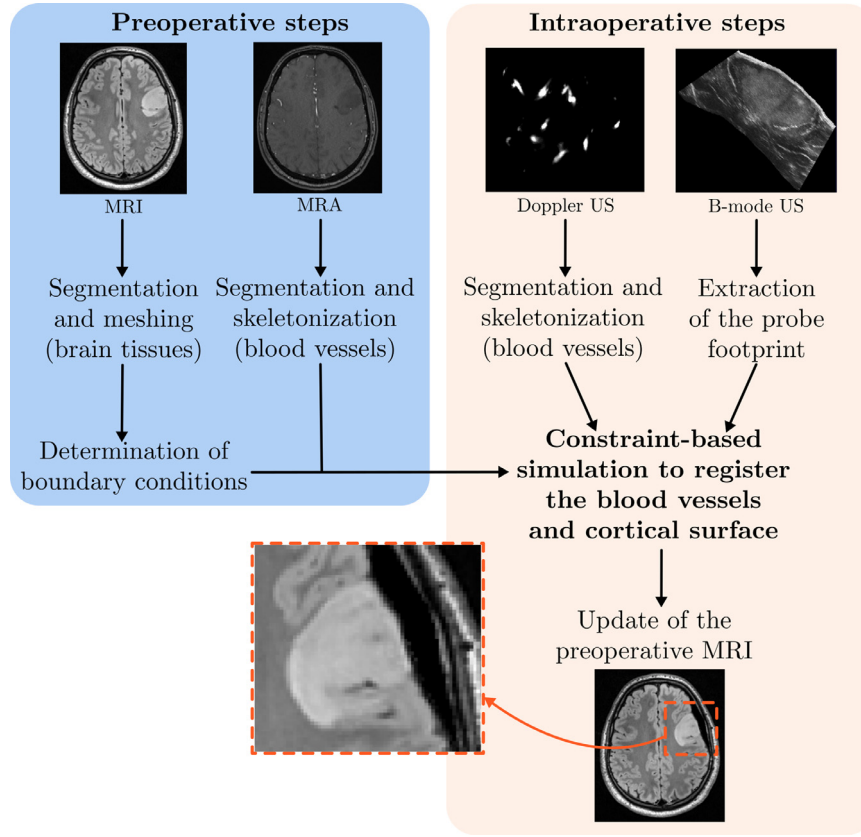 Preoperative steps
MRI
MRA
Segmentation
and meshing
(brain tissues)
Segmentation and
skeletonization
(blood vessels)
Determination of
boundary conditions
Intraoperative steps
Doppler US
B-mode US
Segmentation and
skeletonization
(blood vessels)
Extraction
of the probe
footprint
Constraint-based
simulation to register
the blood vessels
and cortical surface
Update of the
preoperative MRI